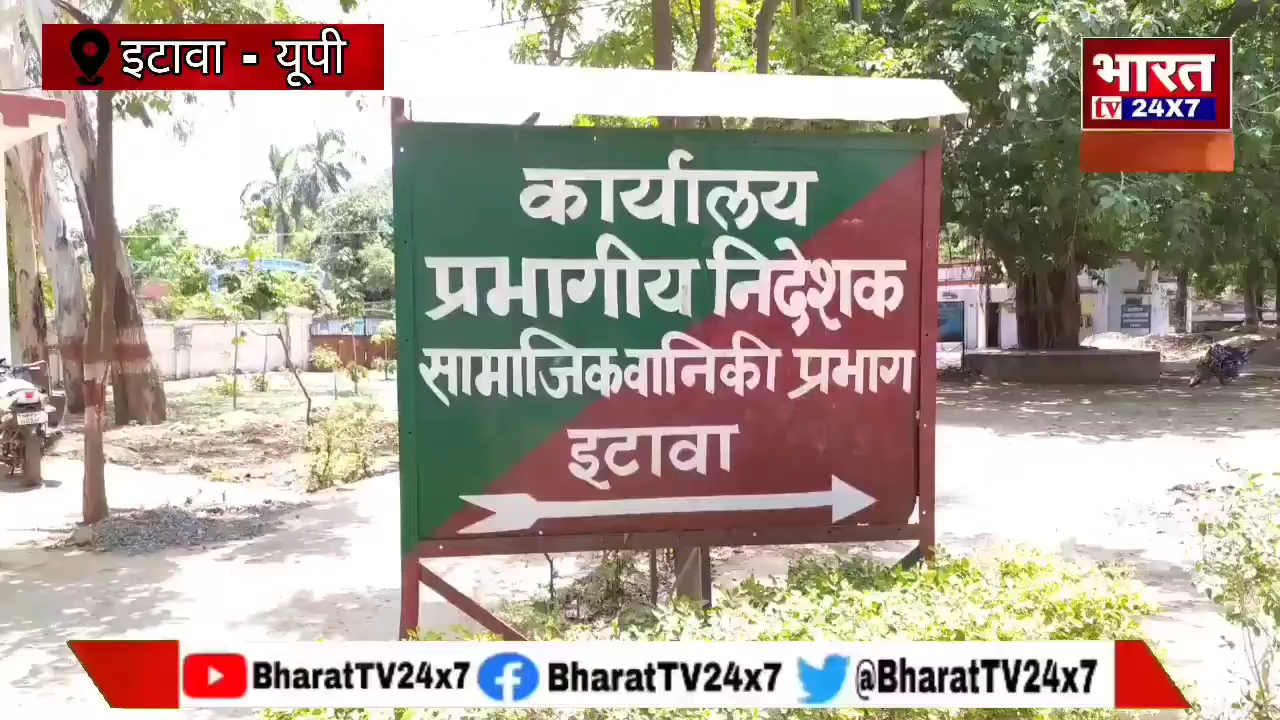 इटावा - यूपी
भारत
tv 24X7
कार्यालय
प्रभागीय निदेशक
सामाजिकवानिकी प्रभाग
इटावा
BharatTV24x7 BharatTV24x7 @BharatTV24x7